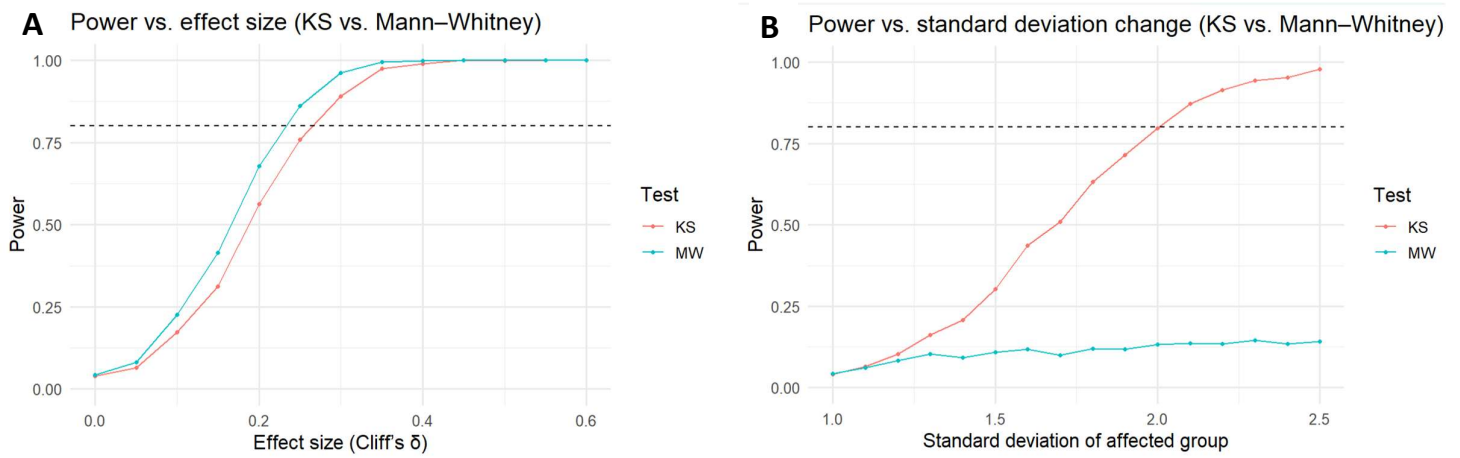 A
Power vs. effect size (KS vs. Mann–Whitney)
Power
1.00
0.75
0.50
0.25
0.00
0.0
0.2
0.4
0.6
Effect size (Cliff's δ)
Test
KS
MW
B
Power vs. standard deviation change (KS vs. Mann–Whitney)
Power
1.00
0.75
0.50
0.25
0.00
1.0
1.5
2.0
2.5
Standard deviation of affected group
Test
KS
MW